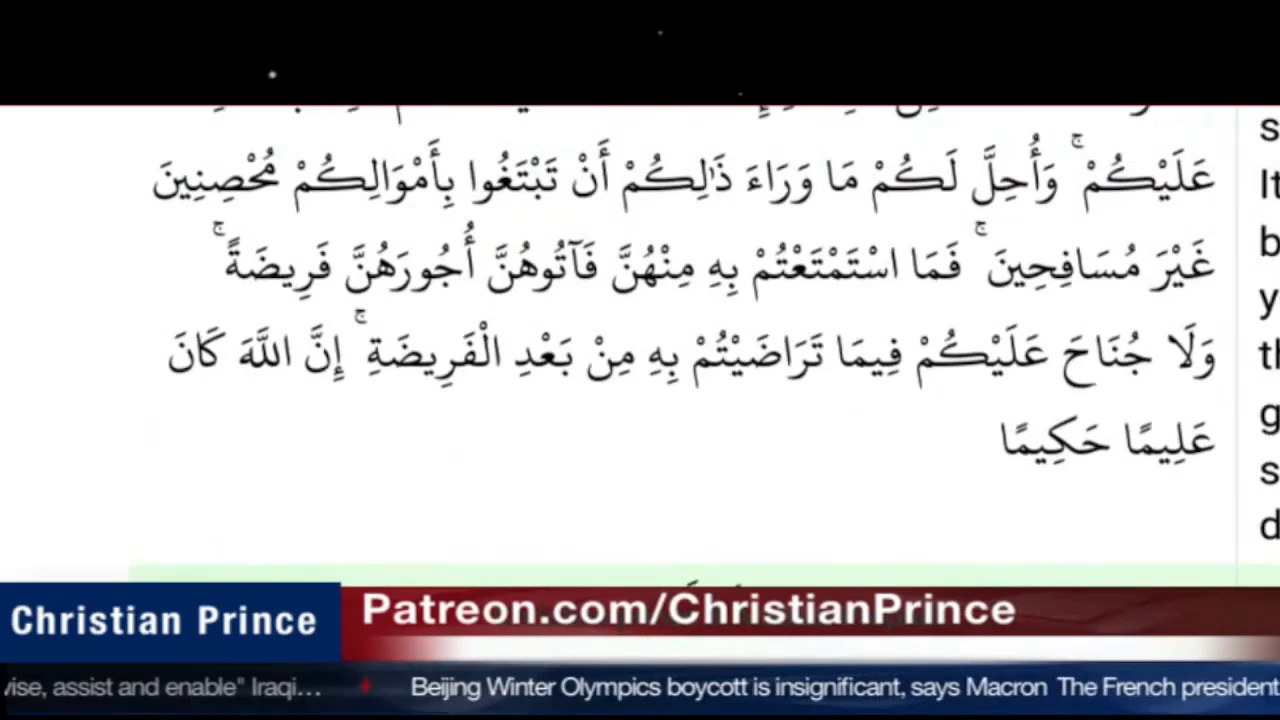 عَلَيْكُمْ ۚ وَأُحِلَّ لَكُمْ مَا وَرَاءَ ذَٰلِكُمْ أَنْ تَبْتَغُوا بِأَمْوَالِكُمْ مُحْصِنِينَ
غَيْرَ مُسَافِحِينَ ۚ فَمَا اسْتَمْتَعْتُمْ بِهِ مِنْهُنَّ فَآتُوهُنَّ أُجُورَهُنَّ فَرِيضَةً ۚ
وَلَا جُنَاحَ عَلَيْكُمْ فِيمَا تَرَاضَيْتُمْ بِهِ مِنْ بَعْدِ الْفَرِيضَةِ ۚ إِنَّ اللَّهَ كَانَ
عَلِيمًا حَكِيمًا
s
It
b
y
th
g
s
d
Christian Prince
Patreon.com/ChristianPrince
vise, assist and enable" Iraqi... Beijing Winter Olympics boycott is insignificant, says Macron The French president